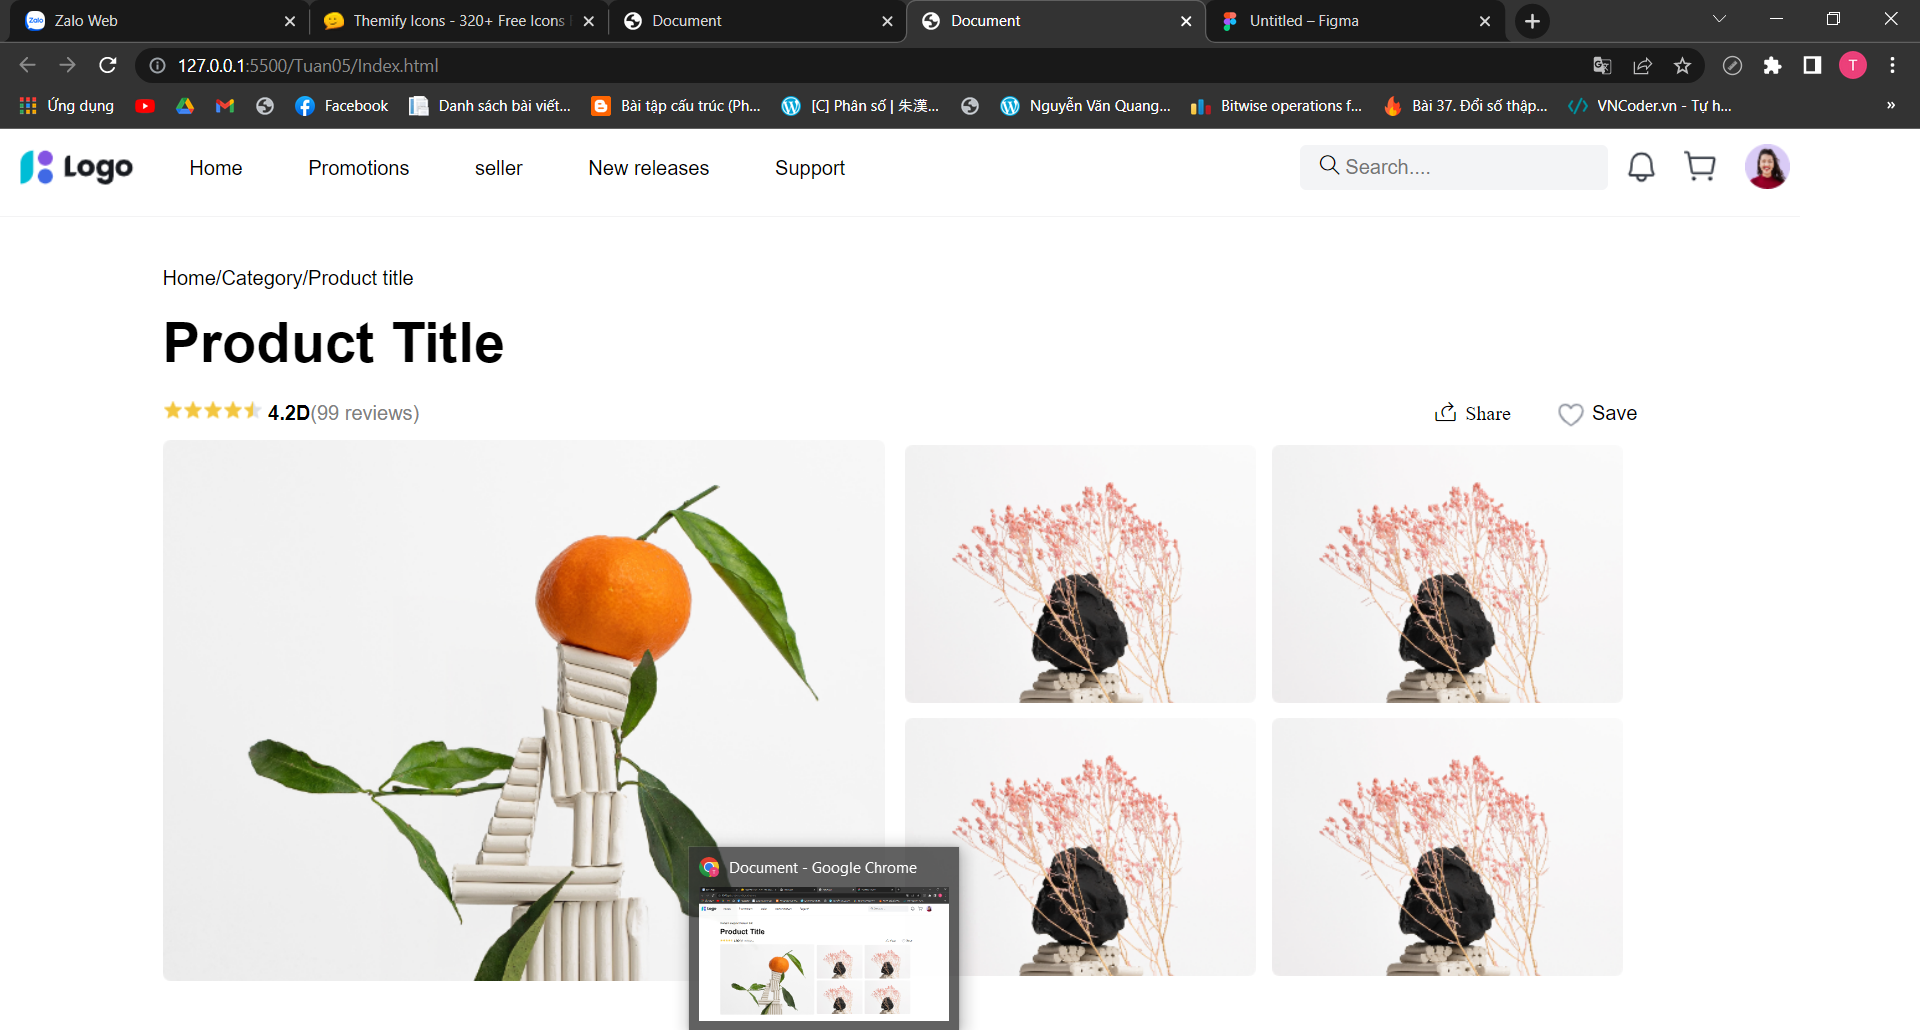 Zalo Web
Themify Icons - 320+ Free Icons
Document
Document
Untitled – Figma
127.0.0.1:5500/Tuan05/Index.html
T
Ứng dụng
Facebook
Danh sách bài viết...
Bài tập cấu trúc (Ph...
[C] Phân số | 朱漢...
Nguyễn Văn Quang...
Bitwise operations f...
Bài 37. Đổi số thập...
VNCoder.vn - Tự h...
»
Logo
Home
Promotions
seller
New releases
Support
Search....
Home/Category/Product title
Product Title
4.2D(99 reviews)
Share
Save
Document - Google Chrome
Product Title